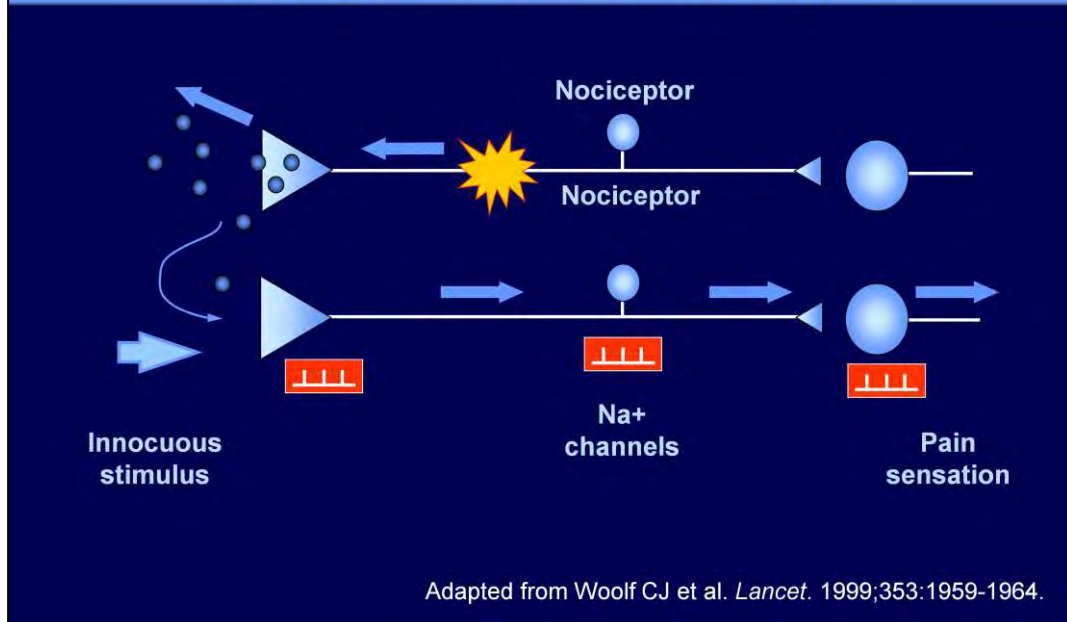 Nociceptor
Nociceptor
Na+
channels
Innocuous
stimulus
Pain
sensation
Adapted from Woolf CJ et al. Lancet. 1999;353:1959-1964.